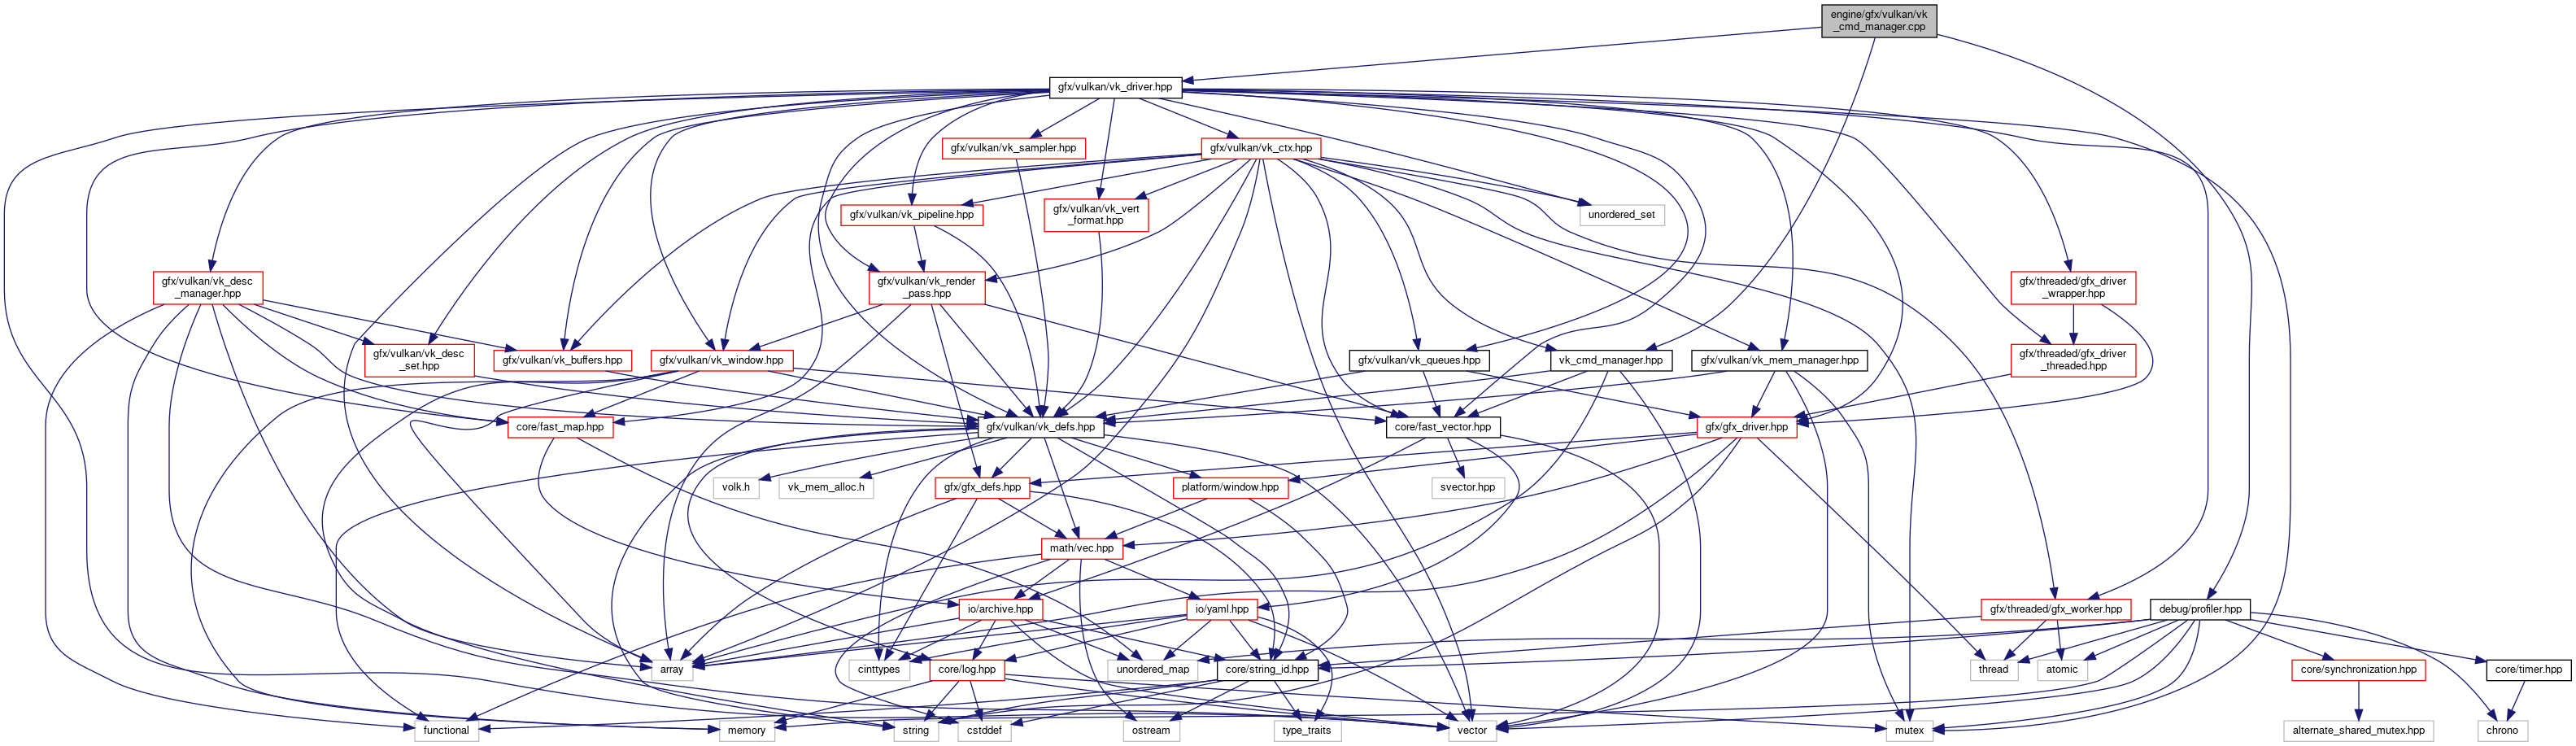 engine/gfx/vulkan/vk
_cmd_manager.cpp
gfx/vulkan/vk_driver.hpp
gfx/vulkan/vk_sampler.hpp
gfx/vulkan/vk_ctx.hpp
gfx/vulkan/vk_pipeline.hpp
gfx/vulkan/vk_vert
_format.hpp
unordered_set
gfx/vulkan/vk_desc
_manager.hpp
gfx/vulkan/vk_render
_pass.hpp
gfx/threaded/gfx_driver
_wrapper.hpp
gfx/vulkan/vk_desc
_set.hpp
gfx/vulkan/vk_buffers.hpp
gfx/vulkan/vk_window.hpp
gfx/vulkan/vk_queues.hpp
vk_cmd_manager.hpp
gfx/vulkan/vk_mem_manager.hpp
gfx/threaded/gfx_driver
_threaded.hpp
core/fast_map.hpp
gfx/vulkan/vk_defs.hpp
core/fast_vector.hpp
gfx/gfx_driver.hpp
volk.h
vk_mem_alloc.h
gfx/gfx_defs.hpp
platform/window.hpp
svector.hpp
math/vec.hpp
io/archive.hpp
io/yaml.hpp
gfx/threaded/gfx_worker.hpp
debug/profiler.hpp
array
cinttypes
core/log.hpp
unordered_map
core/string_id.hpp
thread
atomic
core/synchronization.hpp
core/timer.hpp
functional
memory
string
cstddef
ostream
type_traits
vector
mutex
alternate_shared_mutex.hpp
chrono